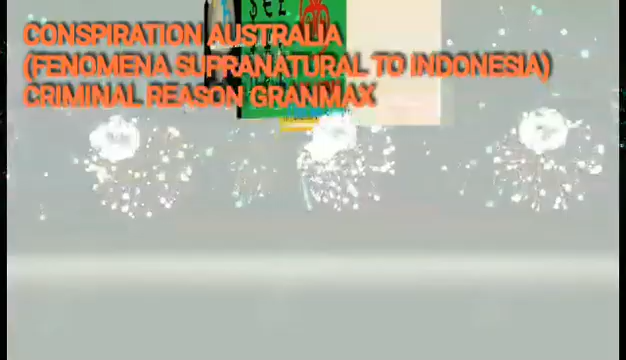 CONSPIRATION AUSTRALIA
(FENOMENA SUPRANATURAL TO INDONESIA)
CRIMINAL REASON GRANMAX